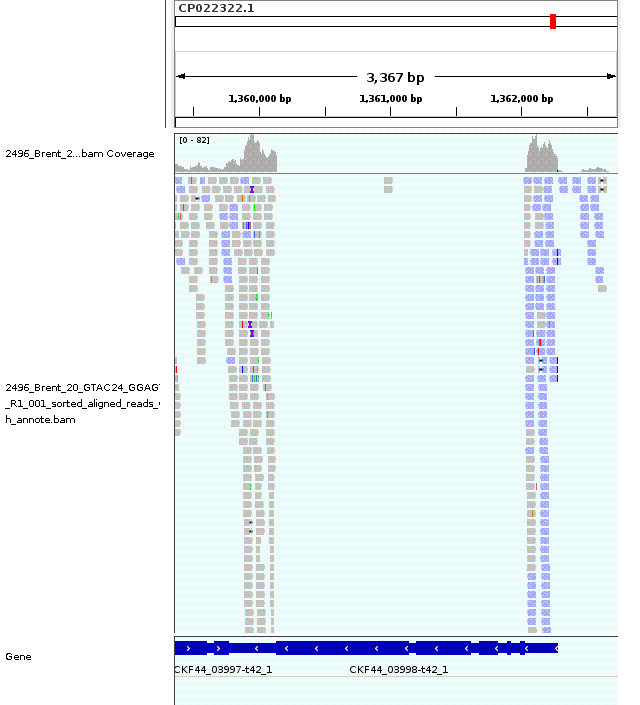 CP022322.1
3,367 bp
1,360,000 bp
1,361,000 bp
1,362,000 bp
[0 - 82]
2496_Brent_2...bam Coverage
2496_Brent_20_GTAC24_GGAG
_R1_001_sorted_aligned_reads_
h_annote.bam
Gene
CKF44_03997-t42_1
CKF44_03998-t42_1